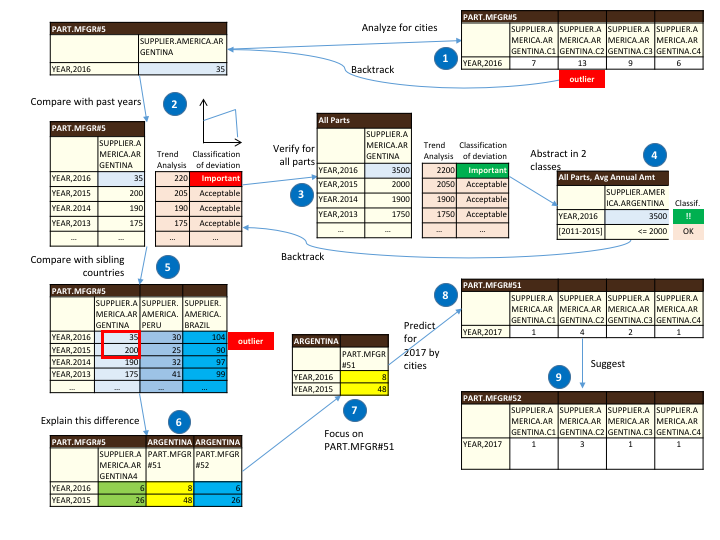 PART.MFGR#5
SUPPLIER.AMERICA.AR
GENTINA
YEAR,2016 35
Analyze for cities
Backtrack
1
PART.MFGR#5
SUPPLIER.A SUPPLIER.A SUPPLIER.A SUPPLIER.A
MERICA.AR MERICA.AR MERICA.AR MERICA.AR
GENTINA.C1 GENTINA.C2 GENTINA.C3 GENTINA.C4
YEAR,2016 7 13 9 6
outlier
Compare with past years
2
PART.MFGR#5
SUPPLIER.A
MERICA.AR
GENTINA
Trend Classification
Analysis of deviation
YEAR,2016 35 220 Important
YEAR,2015 200 205 Acceptable
YEAR,2014 190 190 Acceptable
YEAR,2013 175 175 Acceptable
... ... ... ...
Verify for
all parts
3
All Parts
SUPPLIER.A
MERICA.AR
GENTINA
Trend Classification
Analysis of deviation
YEAR,2016 3500 2200 Important
YEAR,2015 2000 2050 Acceptable
YEAR,2014 1900 1900 Acceptable
YEAR,2013 1750 1750 Acceptable
... ... ... ...
Abstract in 2
classes
4
All Parts, Avg Annual Amt
SUPPLIER.AMER
ICA.ARGENTINA Classif.
YEAR,2016 3500 !!
[2011-2015] <= 2000 OK
Backtrack
Compare with sibling
countries
5
PART.MFGR#5
SUPPLIER.A SUPPLIER. SUPPLIER.
MERICA.AR AMERICA. AMERICA.
GENTINA PERU BRAZIL
YEAR,2016 35 30 104
YEAR,2015 200 25 90
YEAR,2014 190 32 97
YEAR,2013 175 41 99
... ... ... ...
outlier
Explain this difference
6
PART.MFGR#5 ARGENTINA ARGENTINA
SUPPLIER.A PART.MFGR PART.MFGR
MERICA.AR #51 #52
GENTINA4
YEAR,2016 6 8 6
YEAR,2015 26 48 26
ARGENTINA
PART.MFGR
#51
YEAR,2016 8
YEAR,2015 48
7
Focus on
PART.MFGR#51
Predict
for
2017 by
cities
8
PART.MFGR#51
SUPPLIER.A SUPPLIER.A SUPPLIER.A SUPPLIER.A
MERICA.AR MERICA.AR MERICA.AR MERICA.AR
GENTINA.C1 GENTINA.C2 GENTINA.C3 GENTINA.C4
YEAR,2017 1 4 2 1
Suggest
9
PART.MFGR#52
SUPPLIER.A SUPPLIER.A SUPPLIER.A SUPPLIER.A
MERICA.AR MERICA.AR MERICA.AR MERICA.AR
GENTINA.C1 GENTINA.C2 GENTINA.C3 GENTINA.C4
YEAR,2017 1 3 1 1